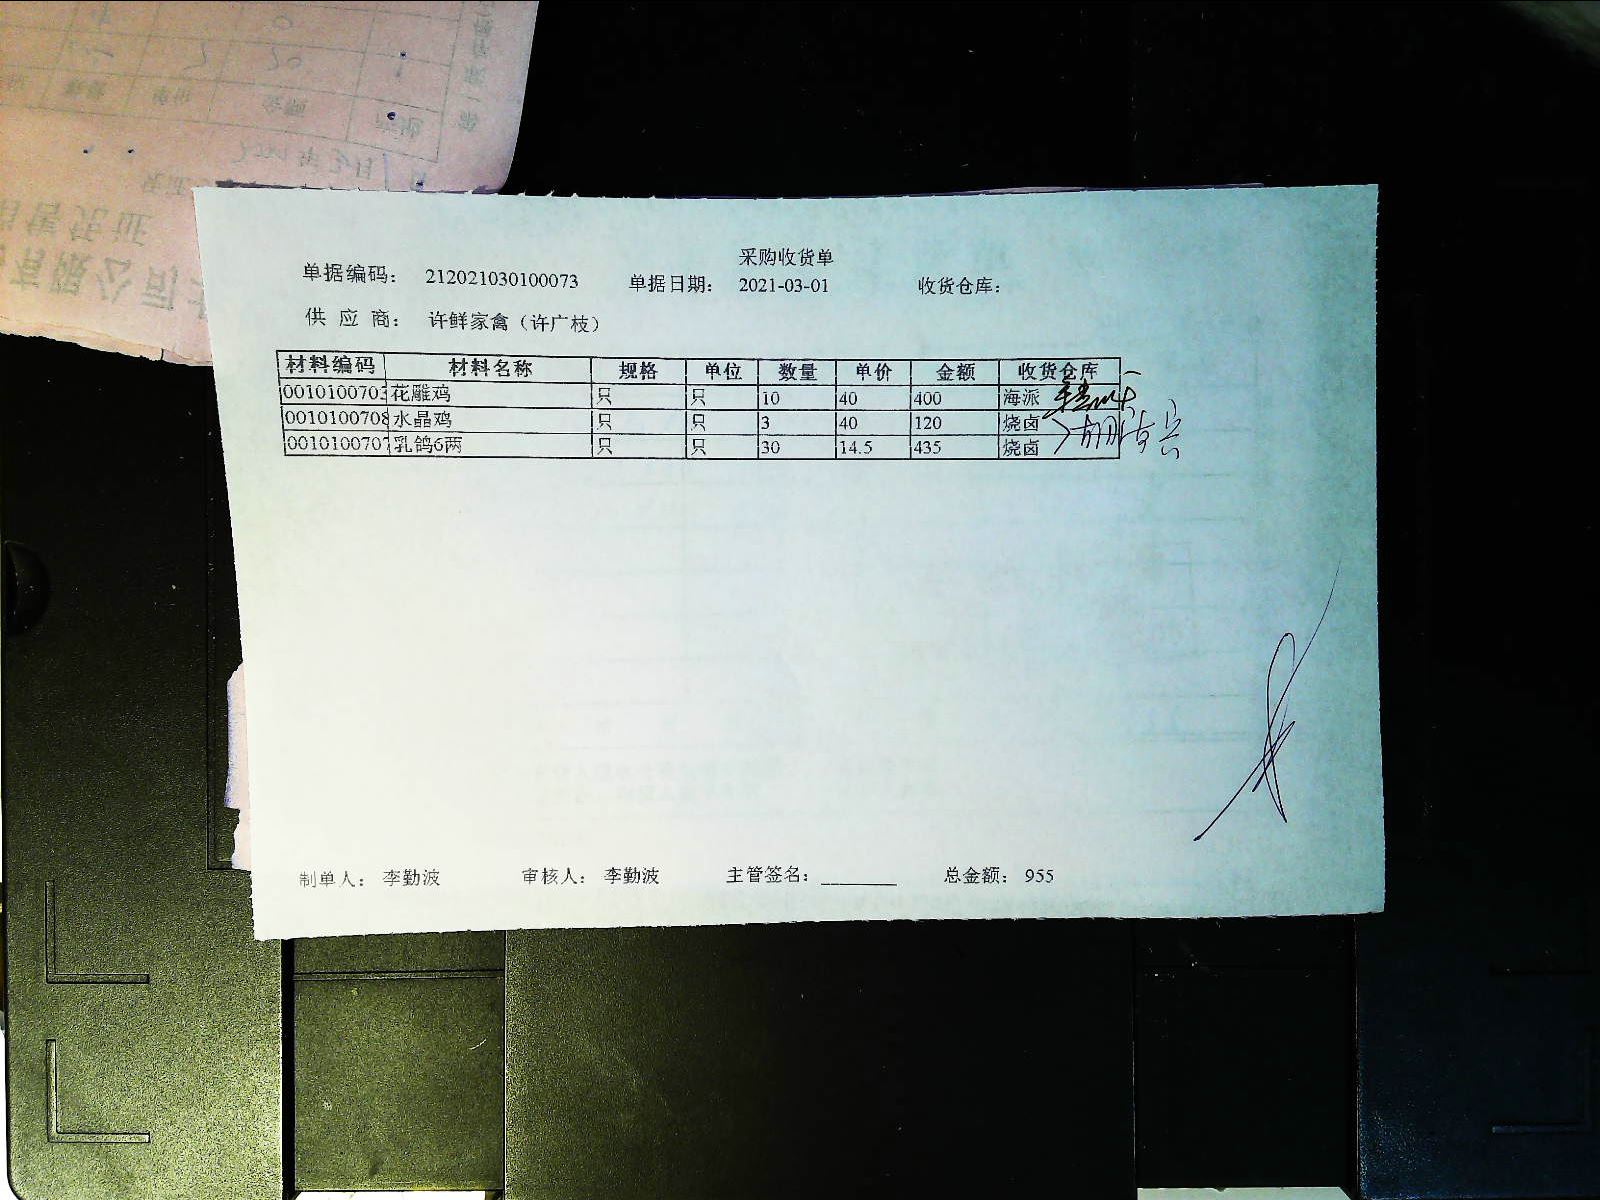 采购收货单
单据编码： 212021030100073 单据日期： 2021-03-01 收货仓库：
供 应 商： 许鲜家禽（许广枝）
材料编码 材料名称 规格 单位 数量 单价 金额 收货仓库
0010100703 花雕鸡 只 只 10 40 400 海派
0010100708 水晶鸡 只 只 3 40 120 烧卤
0010100707 乳鸽6两 只 只 30 14.5 435 烧卤
制单人： 李勤波 审核人： 李勤波 主管签名： 总金额： 955